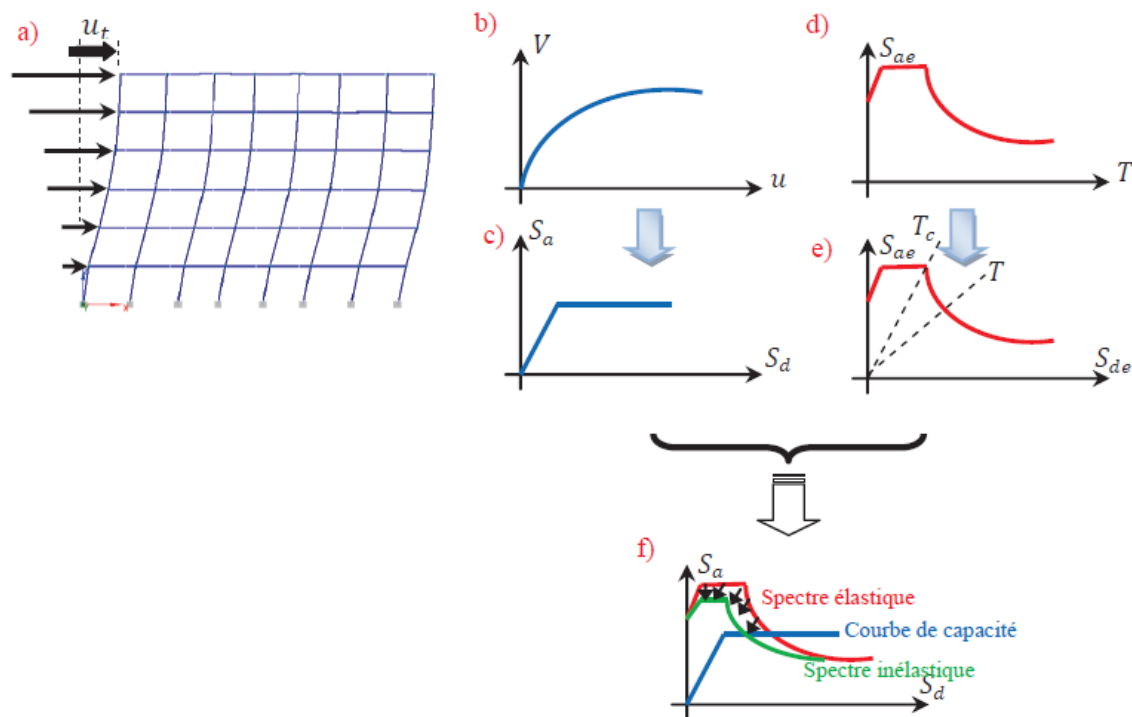 a)
u_t
b)
V
u
c)
S_a
S_d
d)
S_ae
T
e)
S_ae
T_c
T
S_de
f)
S_a
Spectre élastique
Courbe de capacité
Spectre inélastique
S_d
x